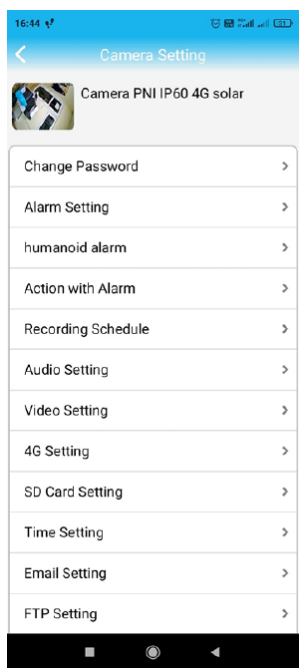 16:44
Camera Setting
Camera PNI IP60 4G solar
Change Password
Alarm Setting
humanoid alarm
Action with Alarm
Recording Schedule
Audio Setting
Video Setting
4G Setting
SD Card Setting
Time Setting
Email Setting
FTP Setting